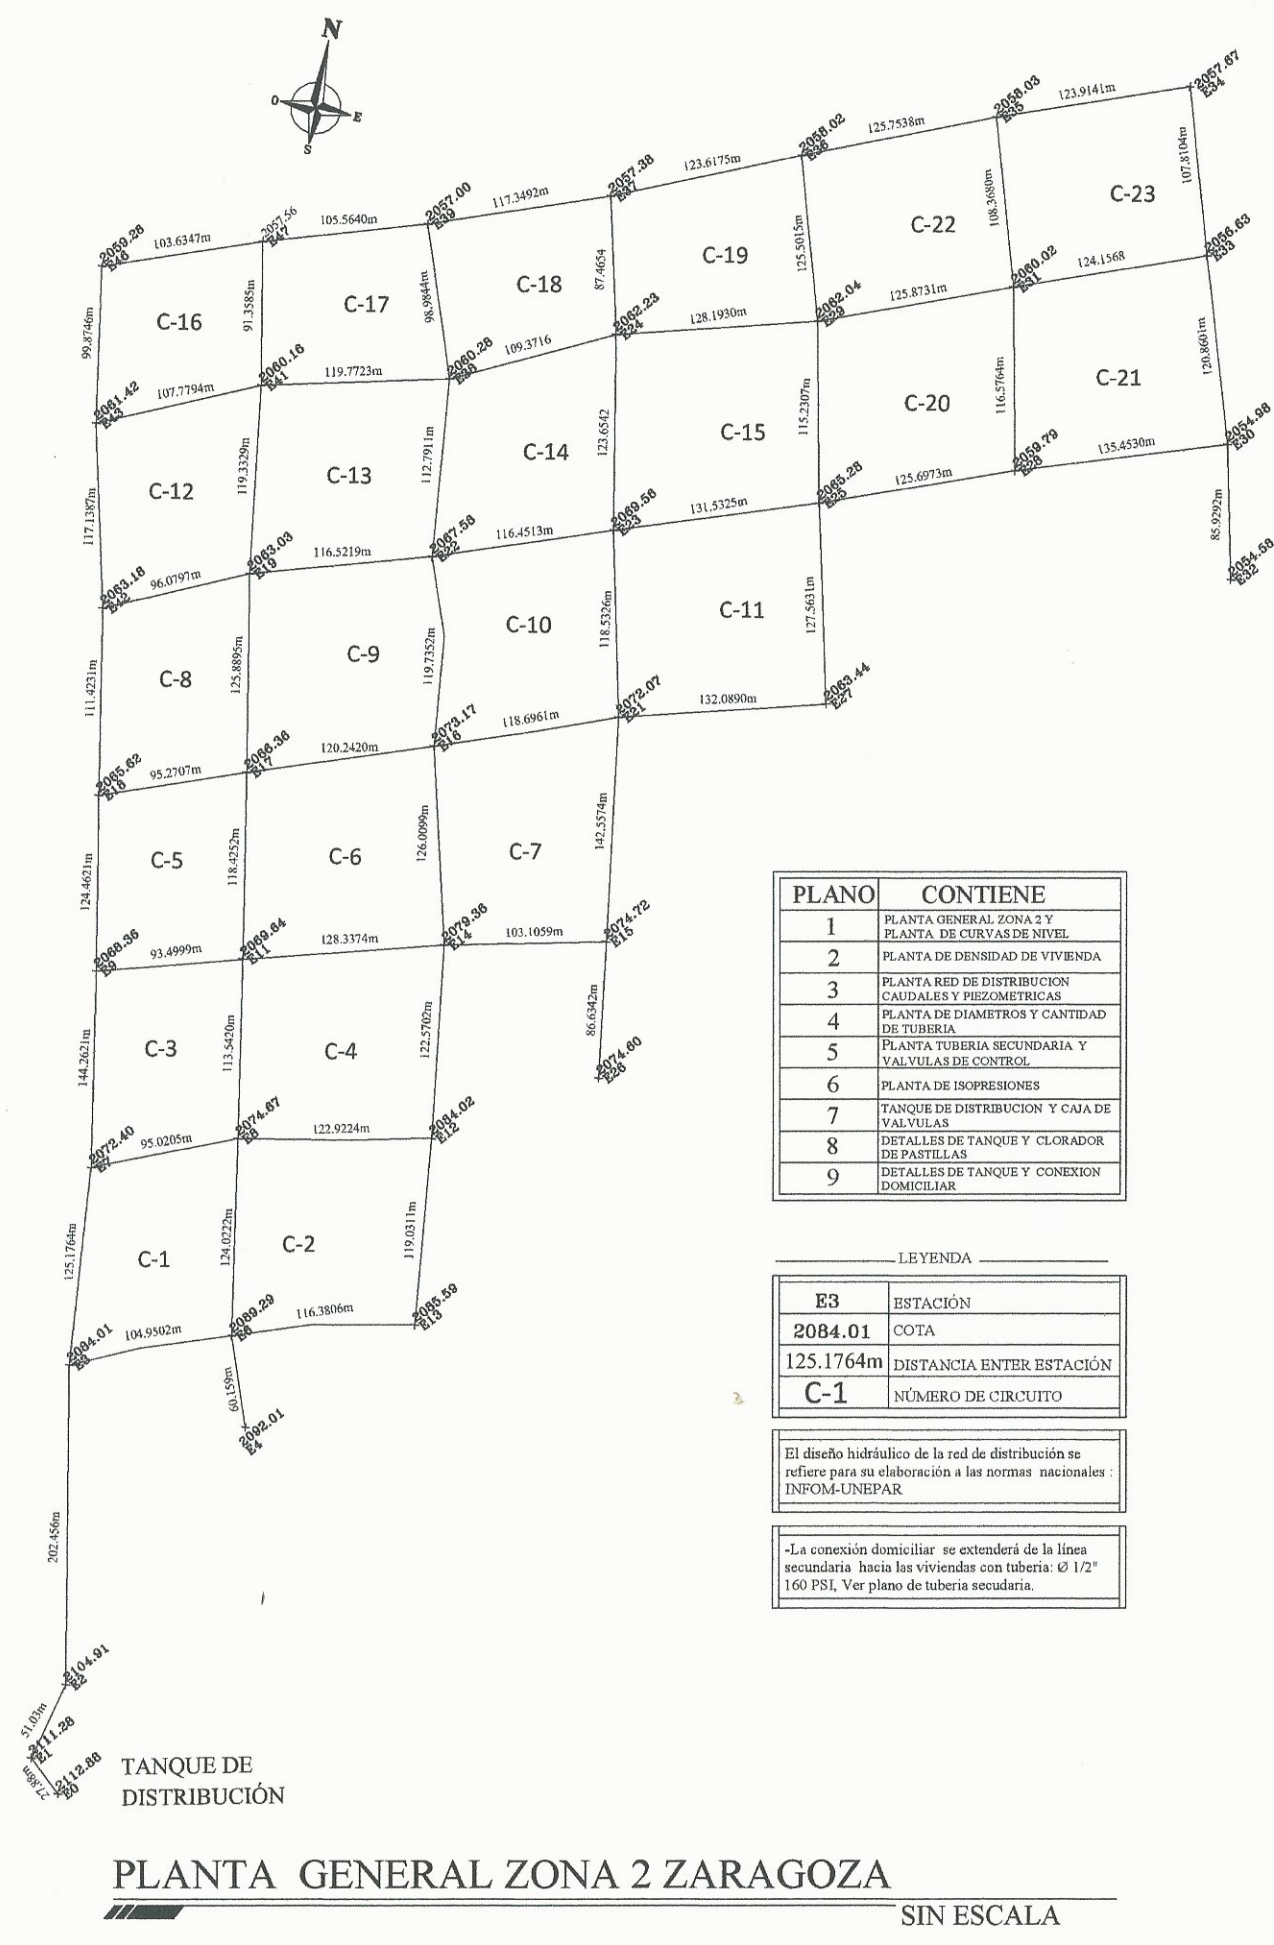 N
O
E
S
2057.67
E34
123.9141m
2058.03
E35
125.7538m
2058.02
E36
123.6175m
2057.38
E37
117.3492m
2057.00
E39
105.5640m
2057.56
E47
103.6347m
2059.26
E46
99.8746m
C-16
91.3585m
C-17
98.9844m
C-18
87.4654
C-19
125.5015m
C-22
108.3680m
C-23
107.8104m
2056.63
E33
124.1568
2060.02
E31
125.8731m
2062.04
E29
128.1930m
2062.23
E24
109.3716
2060.26
E38
119.7723m
2060.16
E41
107.7794m
2061.42
E43
117.1387m
C-12
119.3329m
C-13
112.7911m
C-14
123.6542
C-15
115.2307m
C-20
116.5764m
C-21
120.8601m
2054.98
E30
135.4530m
2059.79
E28
125.6973m
2065.28
E25
131.5325m
2069.56
E23
116.4513m
2067.58
E22
116.5219m
2063.03
E19
96.0797m
2063.18
E42
85.9292m
2054.58
E32
111.4231m
C-8
125.8895m
C-9
119.7352m
C-10
118.5326m
C-11
127.5631m
2063.44
E27
132.0890m
2072.07
E21
118.6961m
2073.17
E16
120.2420m
2066.36
E17
95.2707m
2065.62
E18
124.4621m
C-5
118.4252m
C-6
126.0099m
C-7
142.5574m
2074.72
E15
103.1059m
2079.36
E14
128.3374m
2069.64
E11
93.4999m
2068.36
E9
144.2621m
C-3
113.5420m
C-4
122.5702m
86.6342m
2074.60
E26
2084.02
E12
122.9224m
2074.67
E8
95.0205m
2072.40
E7
125.1764m
C-1
124.0222m
C-2
119.0311m
2085.59
E13
116.3806m
2089.29
E6
104.9502m
2084.01
E3
60.159m
2092.01
E4
202.456m
2104.91
E2
51.03m
2111.28
E1
27.88m
2112.88
E0
TANQUE DE
DISTRIBUCIÓN
PLANO CONTIENE
1 PLANTA GENERAL ZONA 2 Y
PLANTA DE CURVAS DE NIVEL
2 PLANTA DE DENSIDAD DE VIVIENDA
3 PLANTA RED DE DISTRIBUCION
CAUDALES Y PIEZOMETRICAS
4 PLANTA DE DIAMETROS Y CANTIDAD
DE TUBERIA
5 PLANTA TUBERIA SECUNDARIA Y
VALVULAS DE CONTROL
6 PLANTA DE ISOPRESIONES
7 TANQUE DE DISTRIBUCION Y CAJA DE
VALVULAS
8 DETALLES DE TANQUE Y CLORADOR
DE PASTILLAS
9 DETALLES DE TANQUE Y CONEXION
DOMICILIAR
LEYENDA
E3 ESTACIÓN
2084.01 COTA
125.1764m DISTANCIA ENTER ESTACIÓN
C-1 NÚMERO DE CIRCUITO
El diseño hidráulico de la red de distribución se
refiere para su elaboración a las normas nacionales :
INFOM-UNEPAR
-La conexión domiciliar se extenderá de la línea
secundaria hacia las viviendas con tuberia: Ø 1/2"
160 PSI, Ver plano de tuberia secudaria.
PLANTA GENERAL ZONA 2 ZARAGOZA
SIN ESCALA